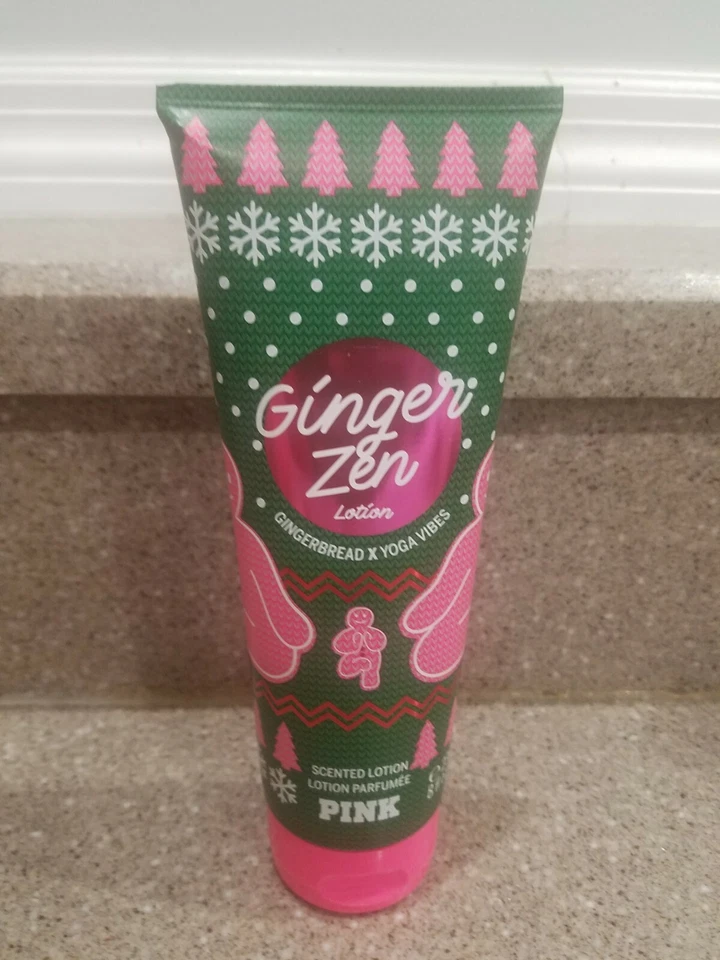 Ginger
Zen
Lotion
GINGERBREAD X YOGA VIBES
SCENTED LOTION
LOTION PARFUMÉE
PINK